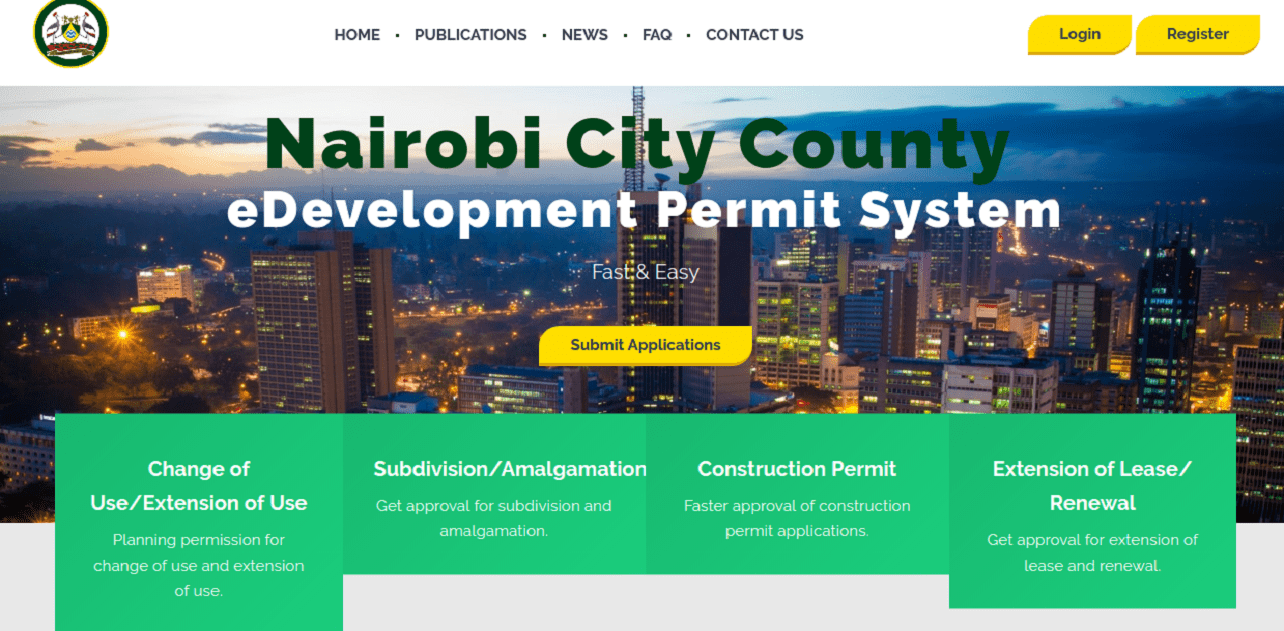 HOME • PUBLICATIONS • NEWS • FAQ • CONTACT US
Login
Register
Nairobi City County
eDevelopment Permit System
Fast & Easy
Submit Applications
Change of
Use/Extension of Use
Planning permission for
change of use and extension
of use.
Subdivision/Amalgamation
Get approval for subdivision and
amalgamation.
Construction Permit
Faster approval of construction
permit applications.
Extension of Lease/
Renewal
Get approval for extension of
lease and renewal.